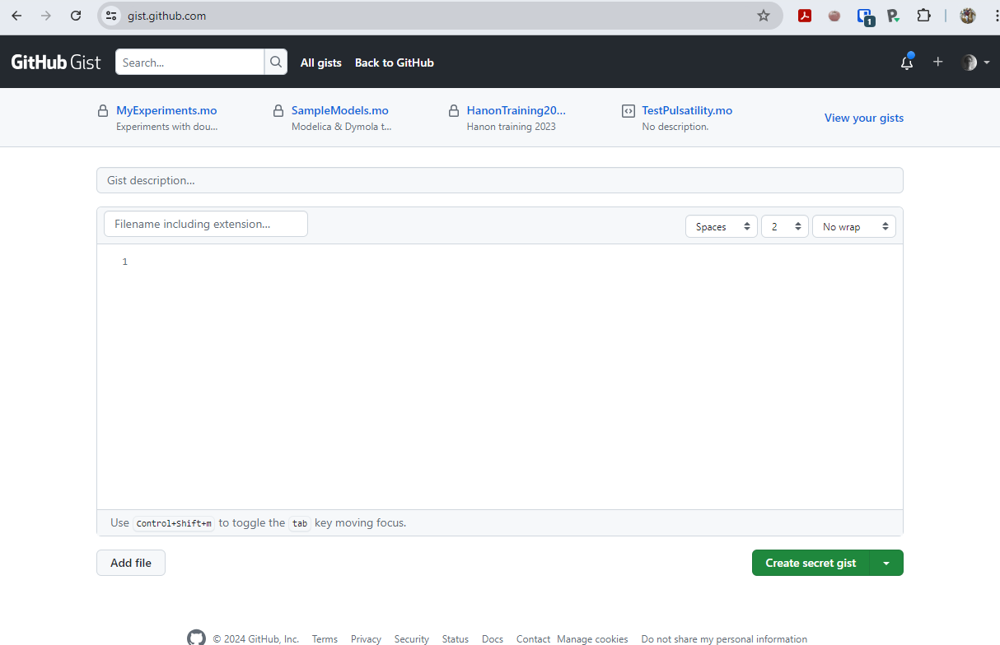 gist.github.com
1
GitHub Gist Search... All gists Back to GitHub
MyExperiments.mo SampleModels.mo HanonTraining20... TestPulsatility.mo View your gists
Experiments with dou... Modelica & Dymola t... Hanon training 2023 No description.
Gist description...
Filename including extension... Spaces 2 No wrap
1
Use Control+Shift+m to toggle the tab key moving focus.
Add file Create secret gist
© 2024 GitHub, Inc. Terms Privacy Security Status Docs Contact Manage cookies Do not share my personal information